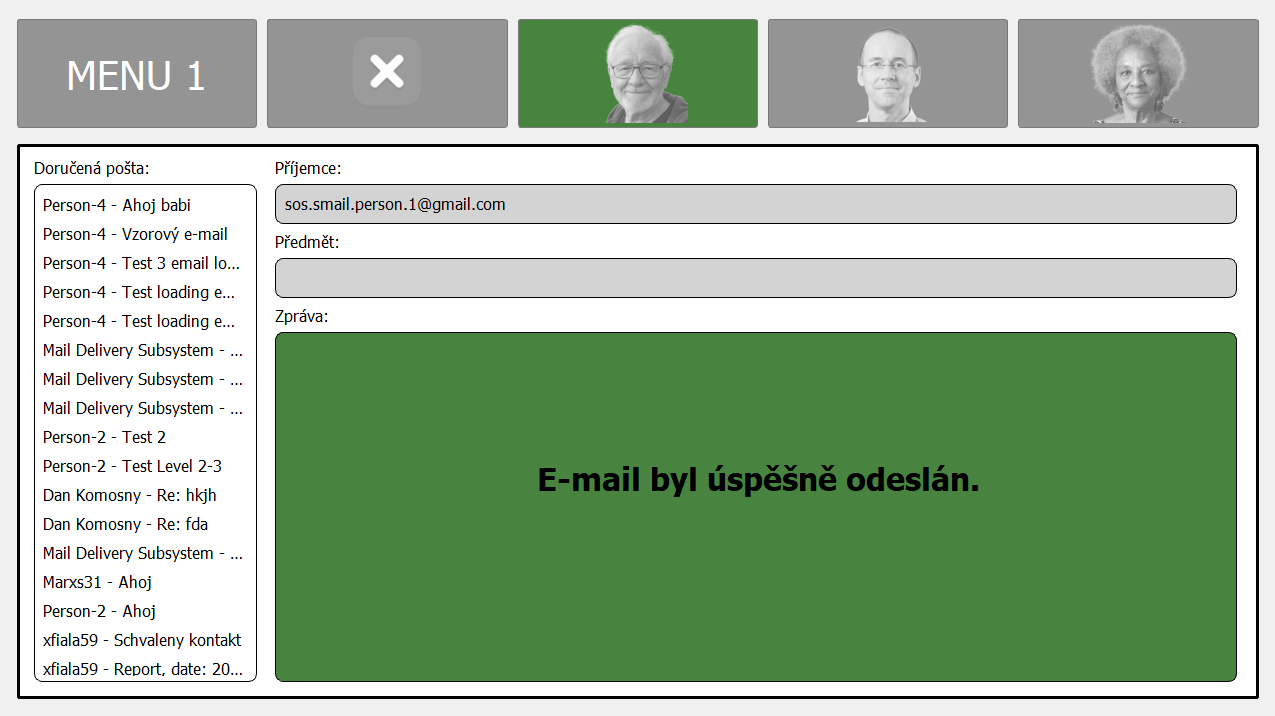 MENU 1
Doručená pošta:
Person-4 - Ahoj babi
Person-4 - Vzorový e-mail
Person-4 - Test 3 email lo...
Person-4 - Test loading e...
Person-4 - Test loading e...
Mail Delivery Subsystem - ...
Mail Delivery Subsystem - ...
Mail Delivery Subsystem - ...
Person-2 - Test 2
Person-2 - Test Level 2-3
Dan Komosny - Re: hkjh
Dan Komosny - Re: fda
Mail Delivery Subsystem - ...
Marxs31 - Ahoj
Person-2 - Ahoj
xfiala59 - Schvaleny kontakt
xfiala59 - Report, date: 20...
Příjemce:
sos.smail.person.1@gmail.com
Předmět:
Zpráva:
E-mail byl úspěšně odeslán.